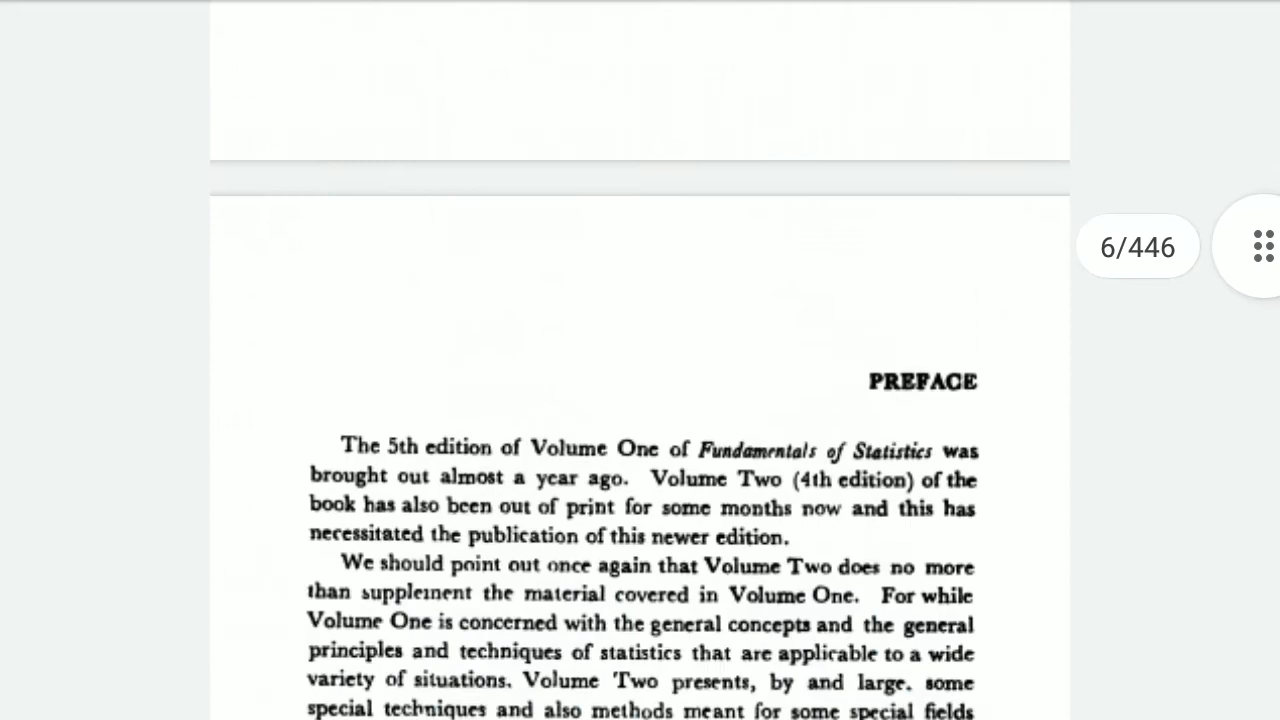 6/446
PREFACE
The 5th edition of Volume One of Fundamentals of Statistics was
brought out almost a year ago. Volume Two (4th edition) of the
book has also been out of print for some months now and this has
necessitated the publication of this newer edition.
We should point out once again that Volume Two does no more
than supplement the material covered in Volume One. For while
Volume One is concerned with the general concepts and the general
principles and techniques of statistics that are applicable to a wide
variety of situations. Volume Two presents, by and large. some
special techniques and also methods meant for some special fields